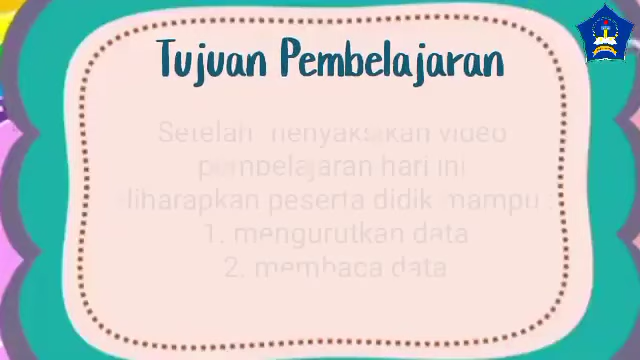 Tujuan Pembelajaran
Setelah menyaksikan video
pembelajaran hari ini
diharapkan peserta didik mampu :
1. mengurutkan data
2. membaca data